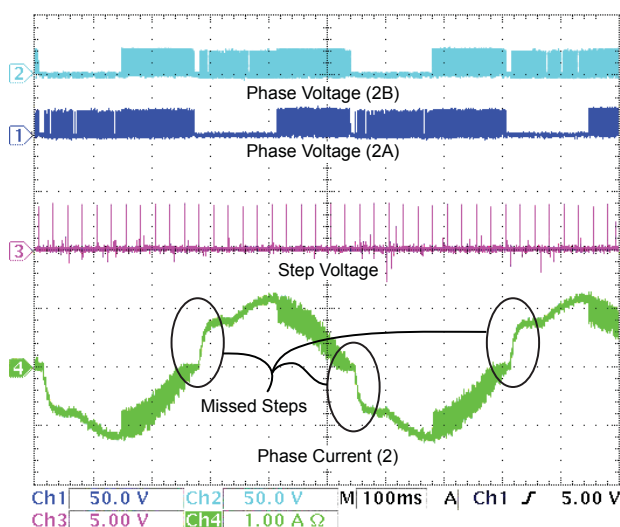 2
Phase Voltage (2B)
1
Phase Voltage (2A)
3
Step Voltage
4
Missed Steps
Phase Current (2)
Ch1 50.0 V Ch2 50.0 V M 100ms A Ch1 5.00 V
Ch3 5.00 V Ch4 1.00 A Ω